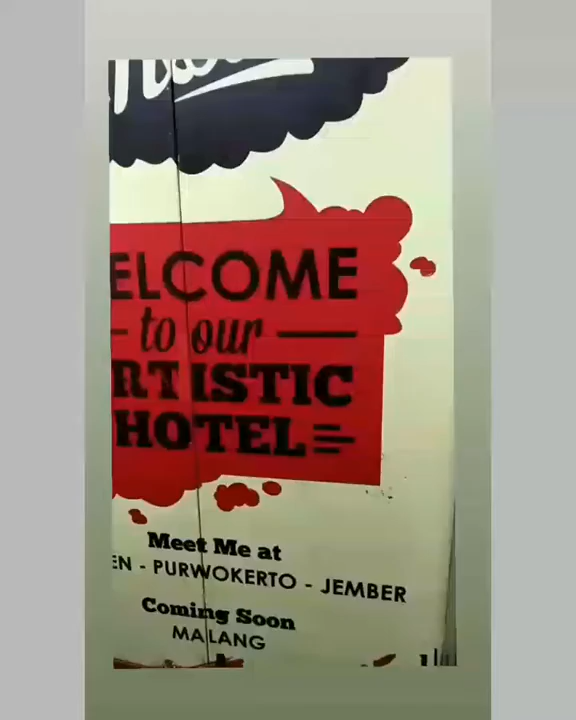 ELCOME
to our
RTISTIC
HOTEL
Meet Me at
EN - PURWOKERTO - JEMBER
Coming Soon
MALANG